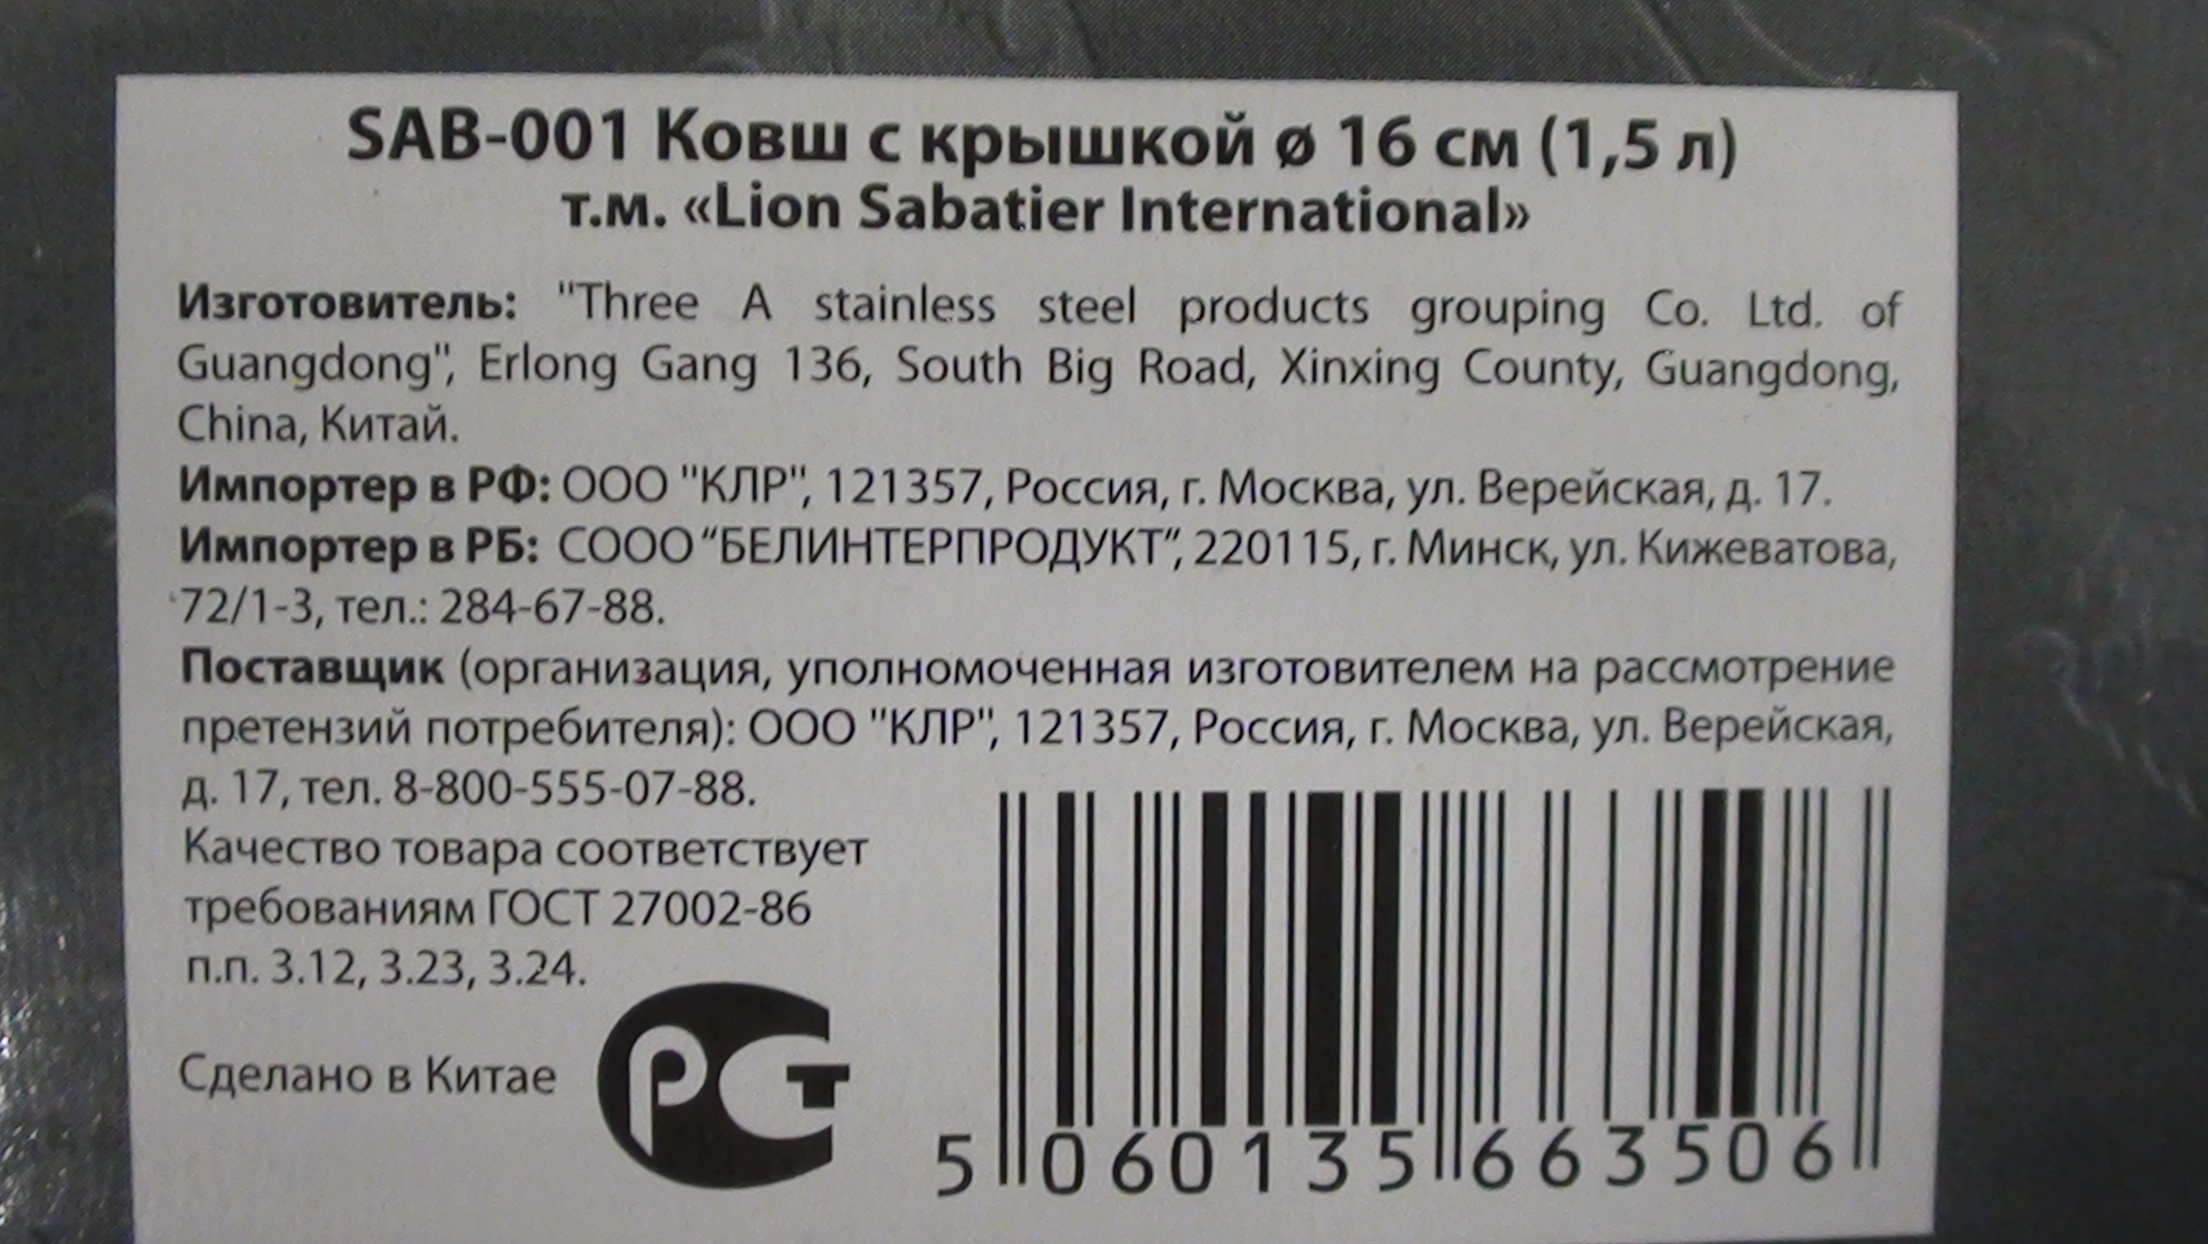 SAB-001 Ковш с крышкой ø 16 см (1,5 л)
т.м. «Lion Sabatier International»
Изготовитель: "Three A stainless steel products grouping Co. Ltd. of
Guangdong", Erlong Gang 136, South Big Road, Xinxing County, Guangdong,
China, Китай.
Импортер в РФ: ООО "КЛР", 121357, Россия, г. Москва, ул. Верейская, д. 17.
Импортер в РБ: СООО “БЕЛИНТЕРПРОДУКТ”, 220115, г. Минск, ул. Кижеватова,
72/1-3, тел.: 284-67-88.
Поставщик (организация, уполномоченная изготовителем на рассмотрение
претензий потребителя): ООО "КЛР", 121357, Россия, г. Москва, ул. Верейская,
д. 17, тел. 8-800-555-07-88.
Качество товара соответствует
требованиям ГОСТ 27002-86
п.п. 3.12, 3.23, 3.24.
Сделано в Китае
РСТ
5 060135 663506